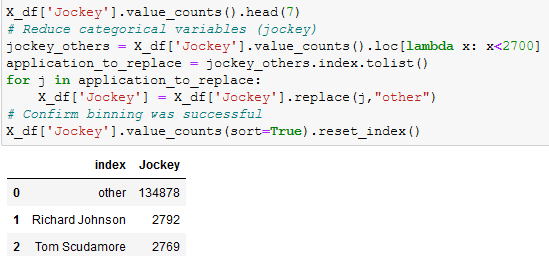 X_df['Jockey'].value_counts().head(7)
# Reduce categorical variables (jockey)
jockey_others = X_df['Jockey'].value_counts().loc[lambda x: x<2700]
application_to_replace = jockey_others.index.tolist()
for j in application_to_replace:
    X_df['Jockey'] = X_df['Jockey'].replace(j,"other")
# Confirm binning was successful
X_df['Jockey'].value_counts(sort=True).reset_index()
index Jockey
0 other 134878
1 Richard Johnson 2792
2 Tom Scudamore 2769